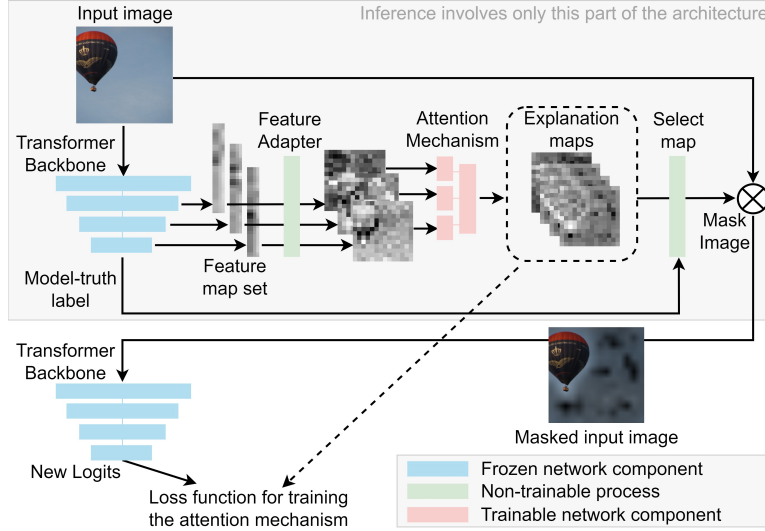 Inference involves only this part of the architecture
Input image
Transformer
Backbone
Feature
Adapter
Attention
Mechanism
Explanation
maps
Select
map
Mask
Image
Feature
map set
Model-truth
label
Transformer
Backbone
Masked input image
New Logits
Loss function for training
the attention mechanism
Frozen network component
Non-trainable process
Trainable network component